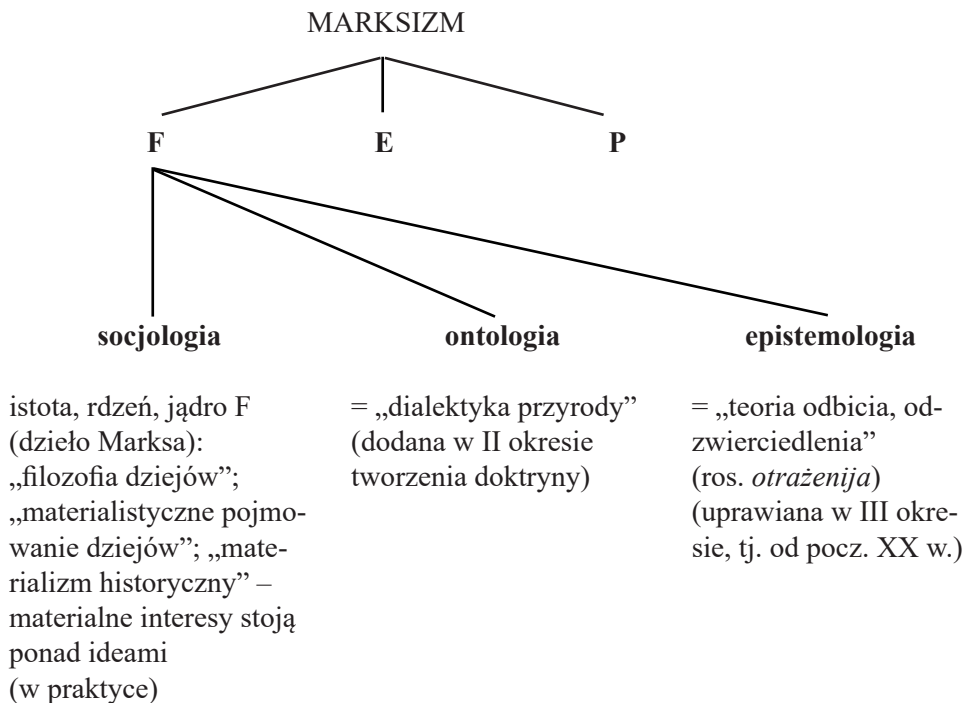 MARKSIZM
F E P
socjologia ontologia epistemologia
istota, rdzeń, jądro F
(dzieło Marksa):
„filozofia dziejów”;
„materialistyczne pojmo-
wanie dziejów”; „mate-
rializm historyczny” –
materialne interesy stoją
ponad ideami
(w praktyce)
= „dialektyka przyrody”
(dodana w II okresie
tworzenia doktryny)
= „teoria odbicia, od-
zwierciedlenia”
(ros. otrażenija)
(uprawiana w III okre-
sie, tj. od pocz. XX w.)